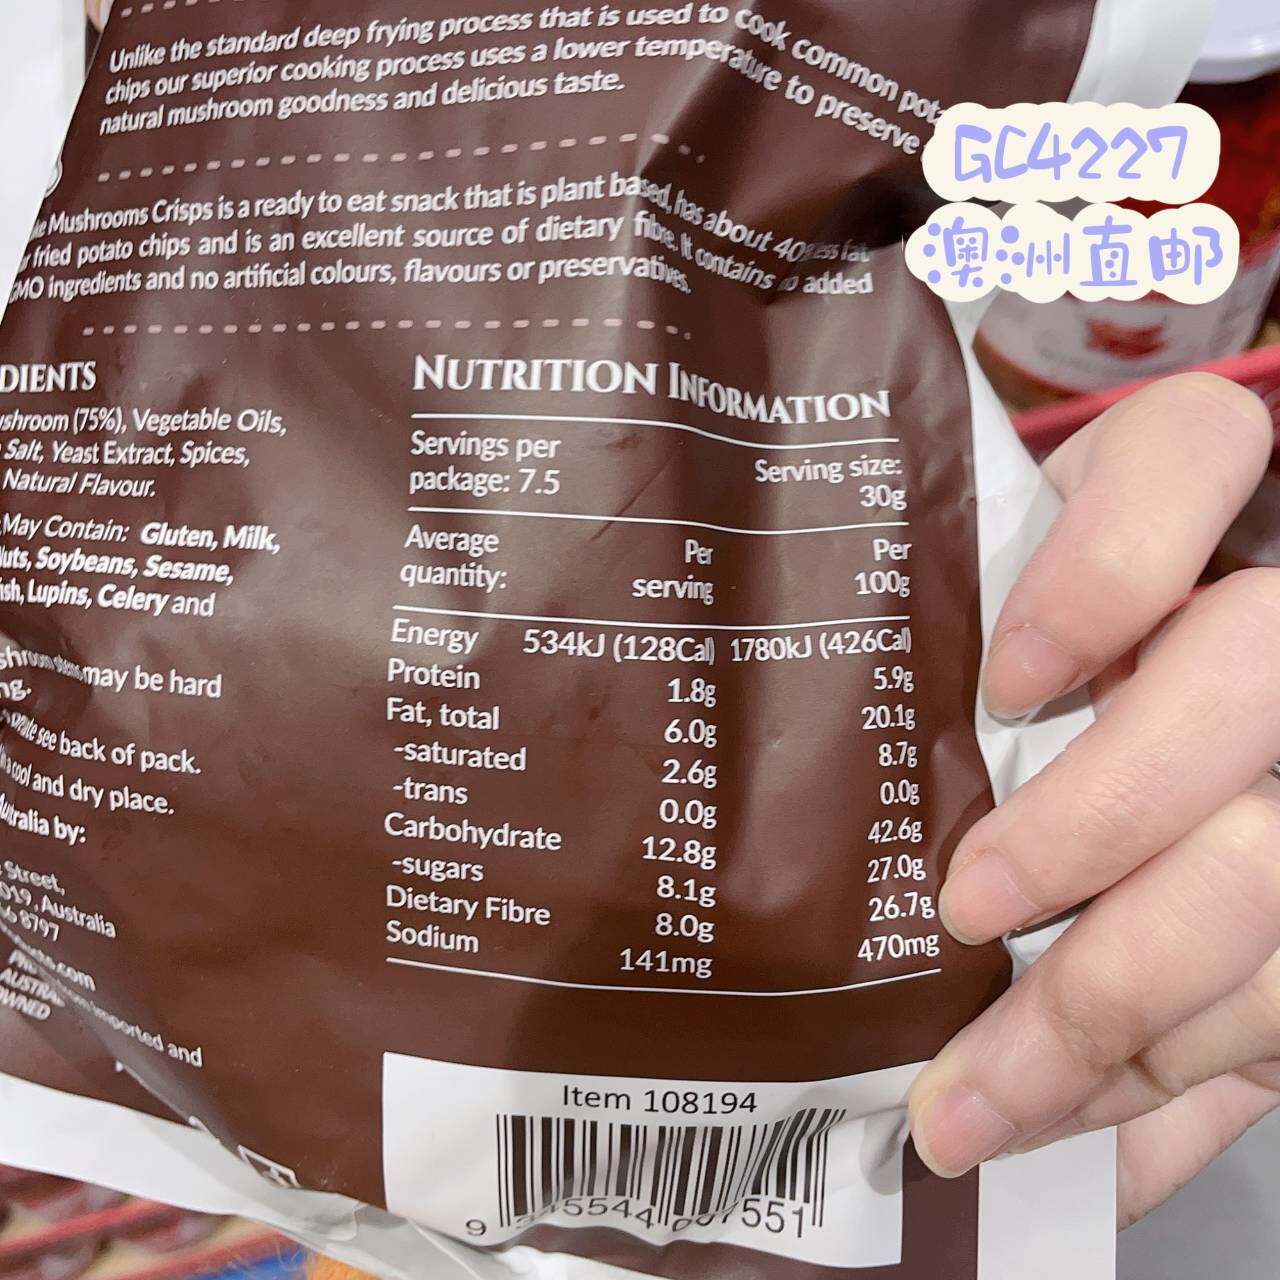 Unlike the standard deep frying process that is used to cook common
chips our superior cooking process uses a lower temperature to preserve
natural mushroom goodness and delicious taste.
GC4227
澳洲直邮
Mushrooms Crisps is a ready to eat snack that is plant based, has about 40% less fat
fried potato chips and is an excellent source of dietary fibre. It contains no added
GMO ingredients and no artificial colours, flavours or preservatives.
DIENTS
shroom (75%), Vegetable Oils,
Salt, Yeast Extract, Spices,
Natural Flavour.
May Contain: Gluten, Milk,
uts, Soybeans, Sesame,
ish, Lupins, Celery and
may be hard
ng.
see back of pack.
cool and dry place.
by:
Street,
019, Australia
8797
.com
imported and
NUTRITION INFORMATION
Servings per
package: 7.5
Serving size:
30g
Average
quantity:
Per
serving
Per
100g
Energy 534kJ (128Cal) 1780kJ (426Cal)
Protein 1.8g 5.9g
Fat, total 6.0g 20.1g
-saturated 2.6g 8.7g
-trans 0.0g 0.0g
Carbohydrate 12.8g 42.6g
-sugars 8.1g 27.0g
Dietary Fibre 8.0g 26.7g
Sodium 141mg 470mg
Item 108194